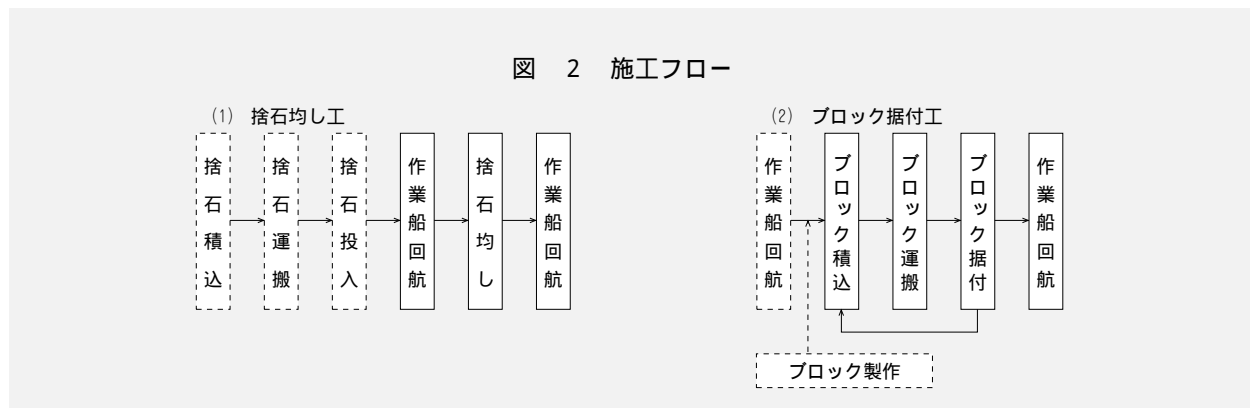 図 2 施工フロー
(1) 捨石均し工
捨石積込
捨石運搬
捨石投入
作業船回航
捨石均し
作業船回航
(2) ブロック据付工
作業船回航
ブロック積込
ブロック運搬
ブロック据付
作業船回航
ブロック製作